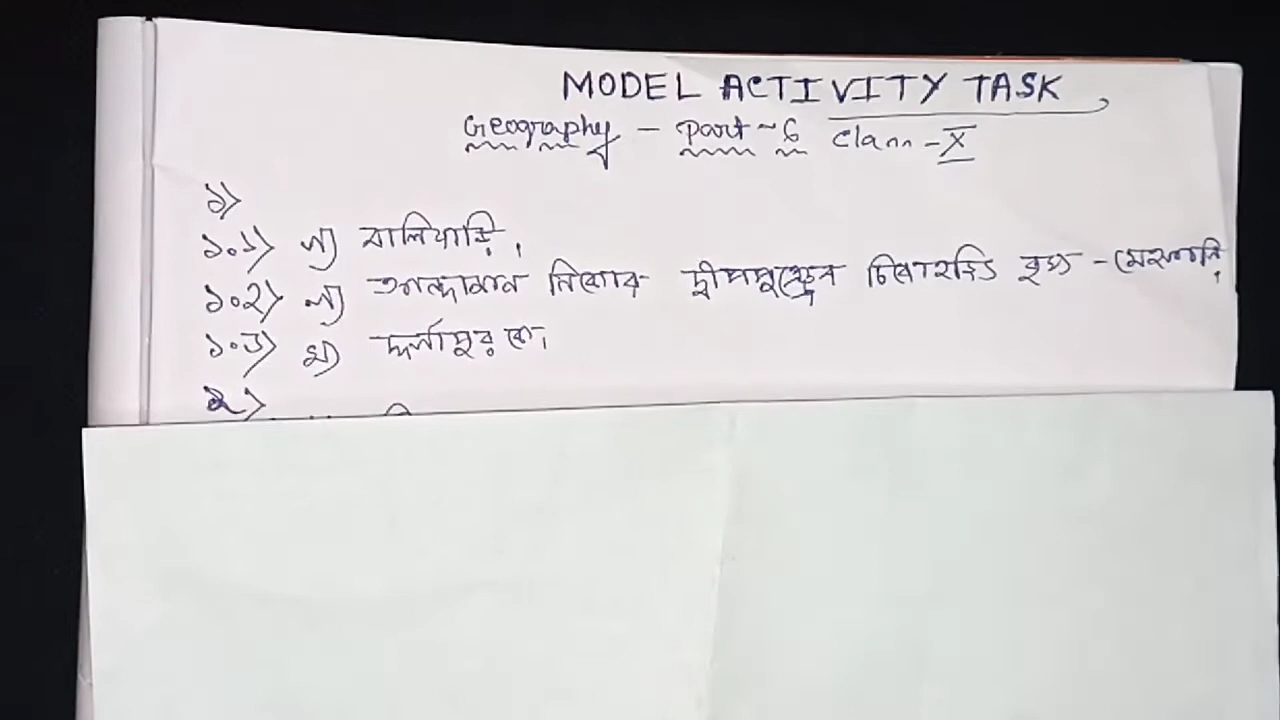 MODEL ACTIVITY TASK
Geography - Part ~ 6 Class - X
১>
১.১> গ) বালিয়াড়ি,
১.২> গ) আন্দামান নিকোবর দ্বীপপুঞ্জের চিরহরিৎ বৃক্ষ - মেহগনি,
১.৩> ঘ) দুর্গাপুর কে।
২>